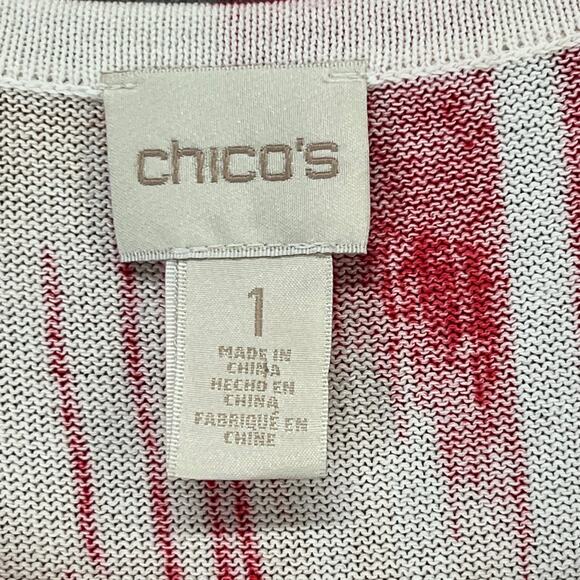 chico's
1
MADE IN
CHINA
HECHO EN
CHINA
FABRIQUÉ EN
CHINE